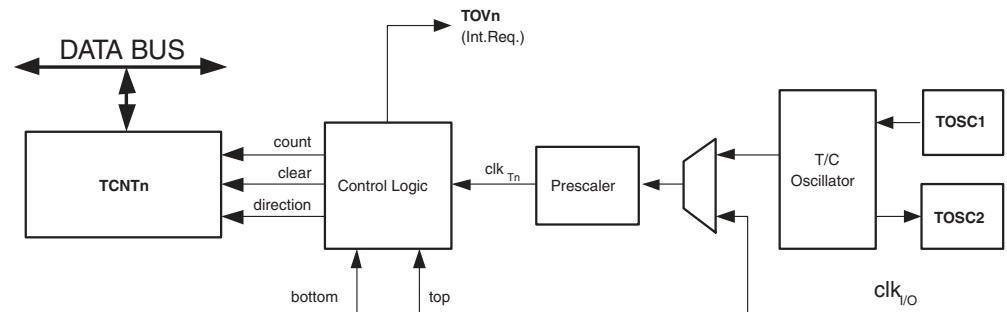 TOVn
(Int.Req.)
DATA BUS
TCNTn
count
clear
direction
Control Logic
clk Tn
Prescaler
T/C
Oscillator
TOSC1
TOSC2
bottom
top
clkI/O